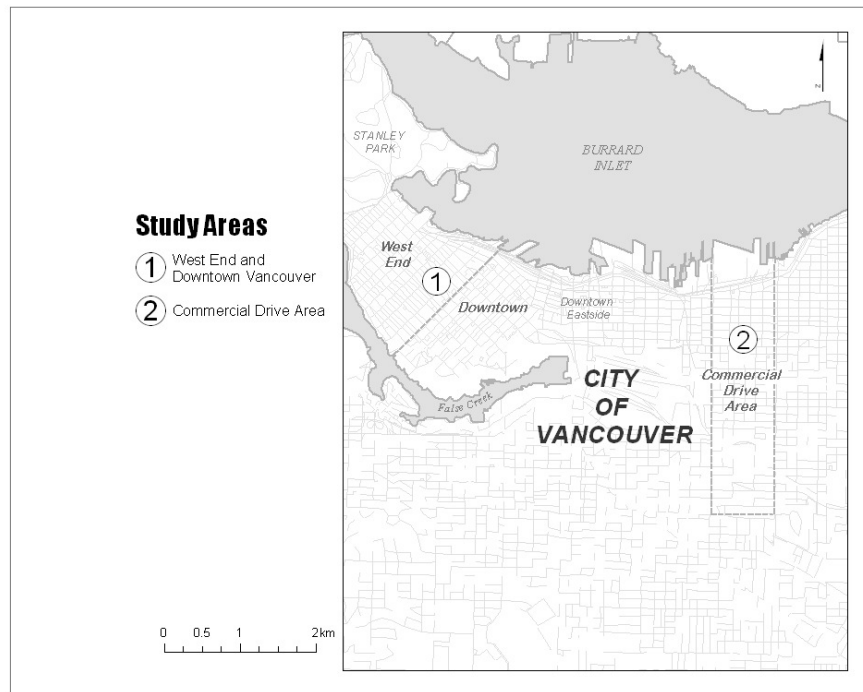 Study Areas
1 West End and
Downtown Vancouver
2 Commercial Drive Area
0 0.5 1 2km
N
STANLEY
PARK
BURRARD
INLET
West
End
1
Downtown
Downtown
Eastside
2
Commercial
Drive
Area
False Creek
CITY
OF
VANCOUVER